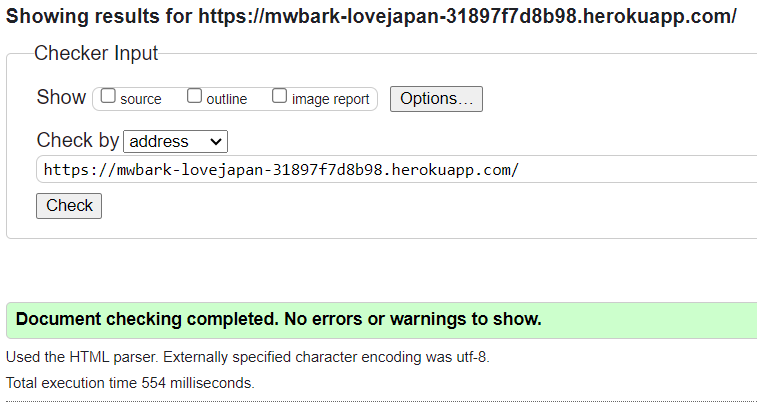 Showing results for https://mwbark-lovejapan-31897f7d8b98.herokuapp.com/
Checker Input
Show source outline image report Options...
Check by address
https://mwbark-lovejapan-31897f7d8b98.herokuapp.com/
Check
Document checking completed. No errors or warnings to show.
Used the HTML parser. Externally specified character encoding was utf-8.
Total execution time 554 milliseconds.